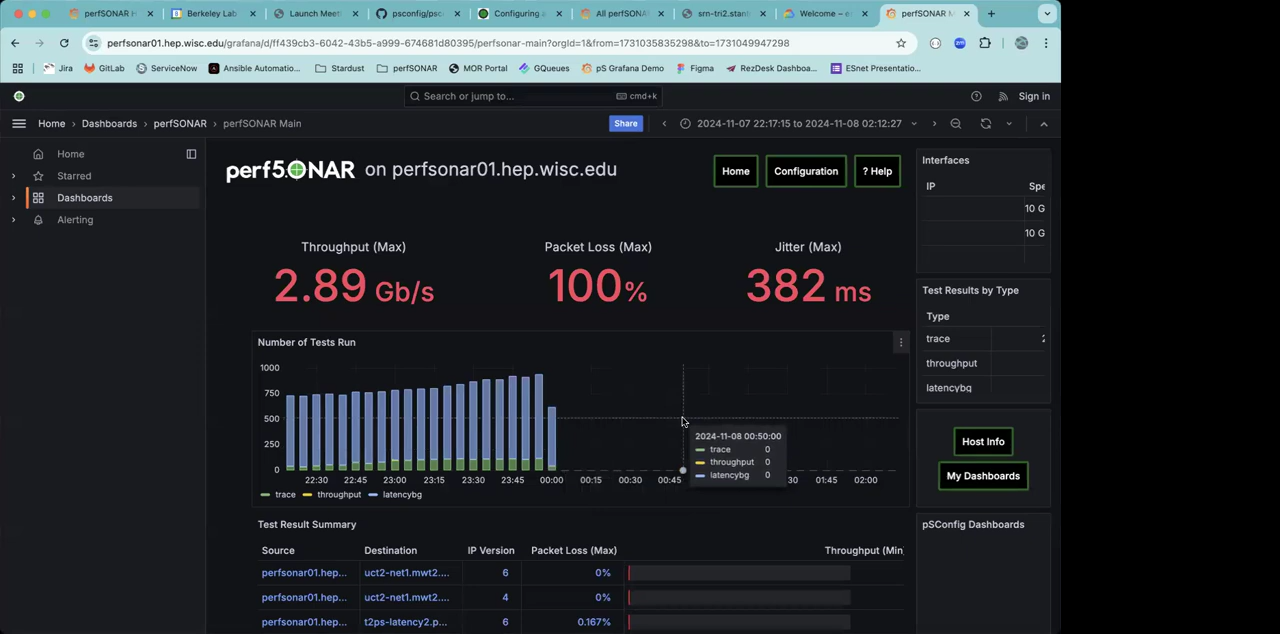 perfSONAR H
Berkeley Lab
Launch Meeti
psconfig/psc
Configuring a
All perfSONA
srn-tri2.stan
Welcome – e
perfSONAR M
perfsonar01.hep.wisc.edu/grafana/d/ff439cb3-6042-43b5-a999-674681d80395/perfsonar-main?orgId=1&from=1731035835298&to=1731049947298
Jira GitLab ServiceNow Ansible Automatio... Stardust perfSONAR MOR Portal GQueues pS Grafana Demo Figma RezDesk Dashboa... ESnet Presentatio...
Search or jump to... cmd+k Sign in
Home › Dashboards › perfSONAR › perfSONAR Main Share 2024-11-07 22:17:15 to 2024-11-08 02:12:27
Home
Starred
Dashboards
Alerting
perfSONAR on perfsonar01.hep.wisc.edu
Home Configuration ? Help
Throughput (Max) Packet Loss (Max) Jitter (Max)
2.89 Gb/s 100% 382 ms
Number of Tests Run
1000
750
500
250
0
22:30 22:45 23:00 23:15 23:30 23:45 00:00 00:15 00:30 00:45 :30 01:45 02:00
trace throughput latencybg
2024-11-08 00:50:00
trace 0
throughput 0
latencybg 0
Test Result Summary
Source Destination IP Version Packet Loss (Max) Throughput (Min
perfsonar01.hep... uct2-net1.mwt2.... 6 0%
perfsonar01.hep... uct2-net1.mwt2.... 4 0%
perfsonar01.hep... t2ps-latency2.p... 6 0.167%
Interfaces
IP Spe
10 G
10 G
Test Results by Type
Type
trace
throughput
latencybg
Host Info
My Dashboards
pSConfig Dashboards